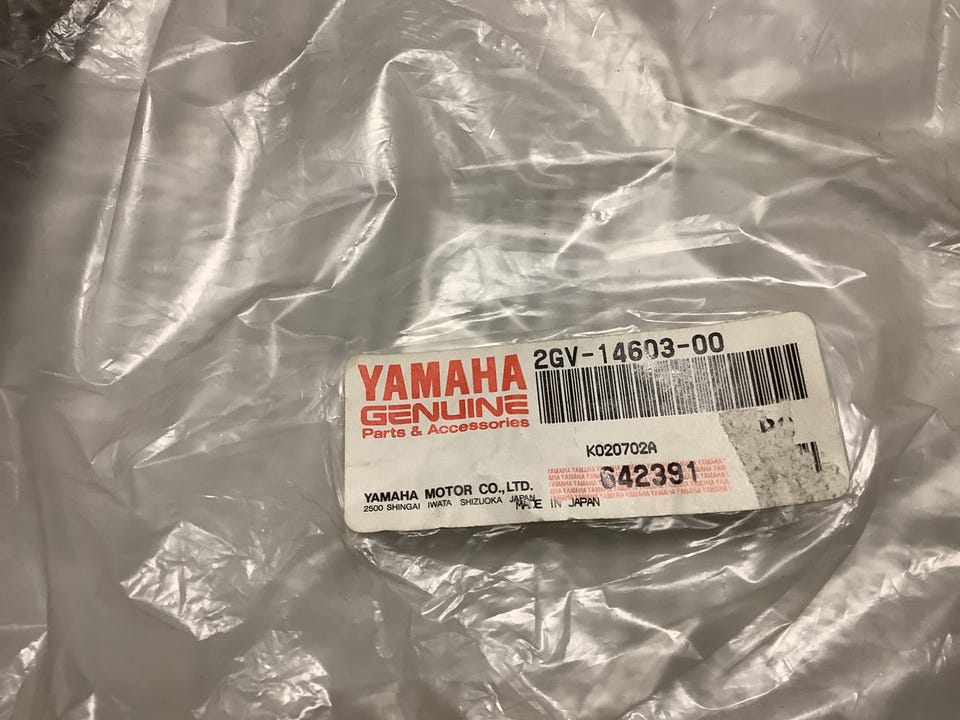 YAMAHA
GENUINE
Parts & Accessories
2GV-14603-00
K020702A
642391
YAMAHA MOTOR CO., LTD.
2500 SHINGAI IWATA SHIZUOKA JAPAN
MADE IN JAPAN